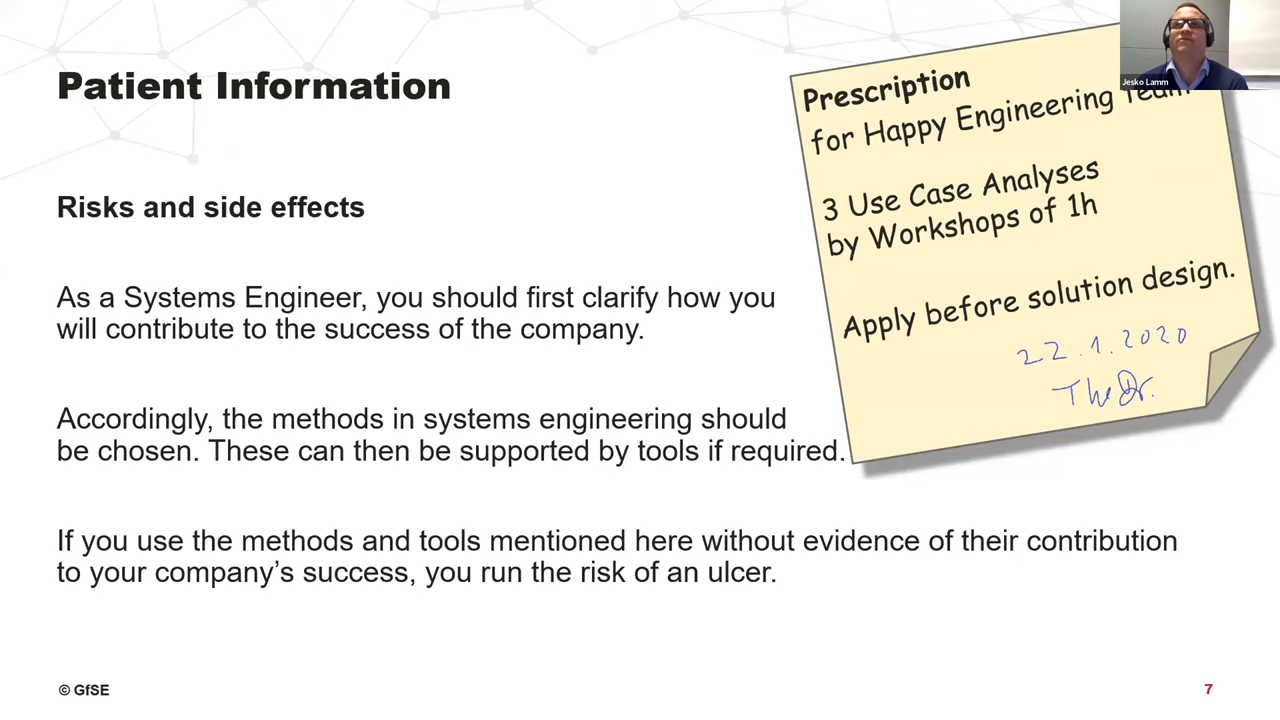 Patient Information
Risks and side effects
As a Systems Engineer, you should first clarify how you
will contribute to the success of the company.
Accordingly, the methods in systems engineering should
be chosen. These can then be supported by tools if required.
If you use the methods and tools mentioned here without evidence of their contribution
to your company’s success, you run the risk of an ulcer.
Prescription
for Happy Engineering Team
3 Use Case Analyses
by Workshops of 1h
Apply before solution design.
22.1.2020
The Dr.
Jesko Lamm
© GfSE
7